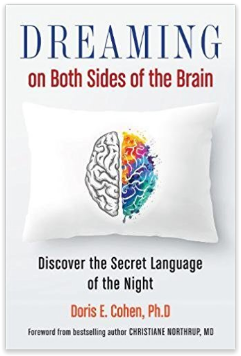 DREAMING
on Both Sides of the Brain
Discover the Secret Language
of the Night
Doris E. Cohen, Ph.D
Foreword from bestselling author CHRISTIANE NORTHRUP, MD